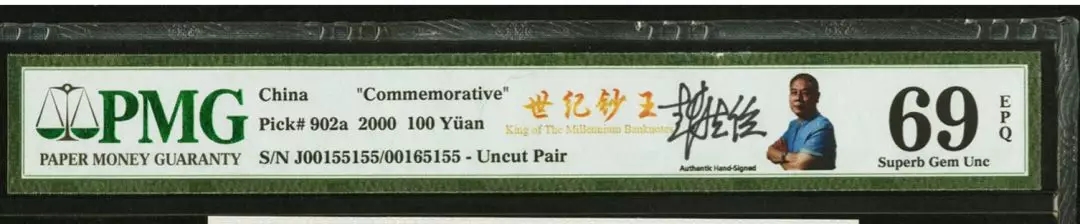 PMG
PAPER MONEY GUARANTY
China "Commemorative"
Pick# 902a 2000 100 Yüan
S/N J00155155/00165155 - Uncut Pair
世纪钞王
King of The Millennium Banknotes
Authentic Hand-Signed
69
EPQ
Superb Gem Unc